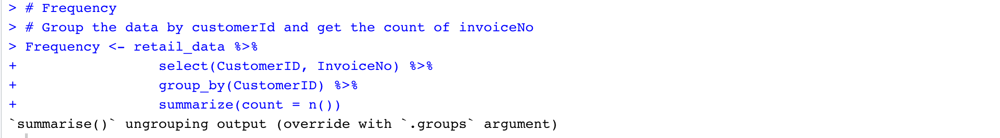 > # Frequency
> # Group the data by customerId and get the count of invoiceNo
> Frequency <- retail_data %>%
+                 select(CustomerID, InvoiceNo) %>%
+                 group_by(CustomerID) %>%
+                 summarize(count = n())
`summarise()` ungrouping output (override with `.groups` argument)